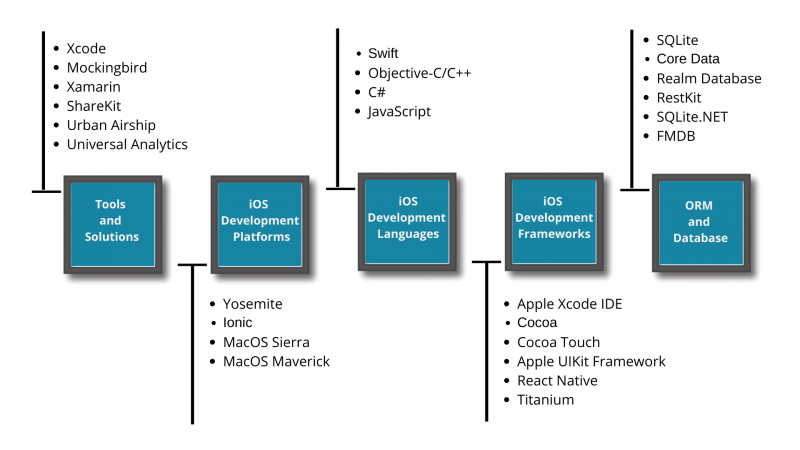 Xcode
Mockingbird
Xamarin
ShareKit
Urban Airship
Universal Analytics
Tools
and
Solutions
iOS
Development
Platforms
Yosemite
Ionic
MacOS Sierra
MacOS Maverick
Swift
Objective-C/C++
C#
JavaScript
iOS
Development
Languages
iOS
Development
Frameworks
Apple Xcode IDE
Cocoa
Cocoa Touch
Apple UIKit Framework
React Native
Titanium
SQLite
Core Data
Realm Database
RestKit
SQLite.NET
FMDB
ORM
and
Database